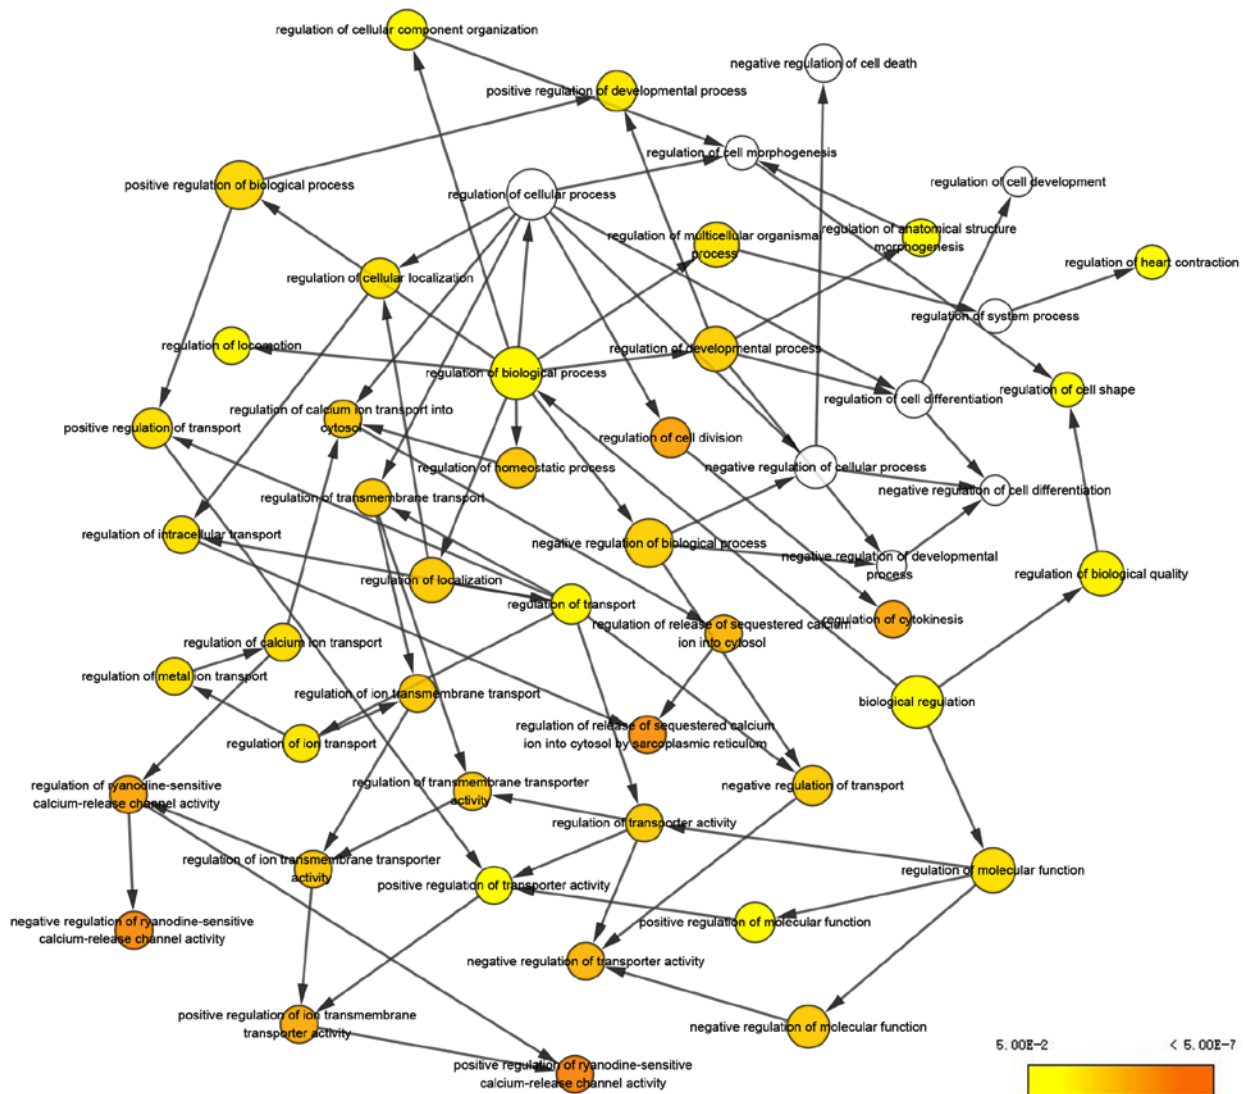 regulation of cellular component organization
negative regulation of cell death
positive regulation of developmental process
regulation of cell morphogenesis
positive regulation of biological process
regulation of cellular process
regulation of cell development
regulation of multicellular organismal
process
regulation of anatomical structure
morphogenesis
regulation of heart contraction
regulation of cellular localization
regulation of system process
regulation of locomotion
regulation of developmental process
regulation of biological process
regulation of cell shape
regulation of cell differentiation
positive regulation of transport
regulation of calcium ion transport into
cytosol
regulation of cell division
regulation of homeostatic process
negative regulation of cellular process
regulation of transmembrane transport
negative regulation of cell differentiation
regulation of intracellular transport
negative regulation of biological process
negative regulation of developmental
process
regulation of biological quality
regulation of localization
regulation of transport
regulation of release of sequestered calcium
ion into cytosol
regulation of cytokinesis
regulation of calcium ion transport
regulation of metal ion transport
regulation of ion transmembrane transport
biological regulation
regulation of release of sequestered calcium
ion into cytosol by sarcoplasmic reticulum
regulation of ion transport
regulation of ryanodine-sensitive
calcium-release channel activity
regulation of transmembrane transporter
activity
negative regulation of transport
regulation of transporter activity
regulation of ion transmembrane transporter
activity
positive regulation of transporter activity
regulation of molecular function
negative regulation of ryanodine-sensitive
calcium-release channel activity
positive regulation of molecular function
negative regulation of transporter activity
positive regulation of ion transmembrane
transporter activity
negative regulation of molecular function
positive regulation of ryanodine-sensitive
calcium-release channel activity
5.00E-2 < 5.00E-7